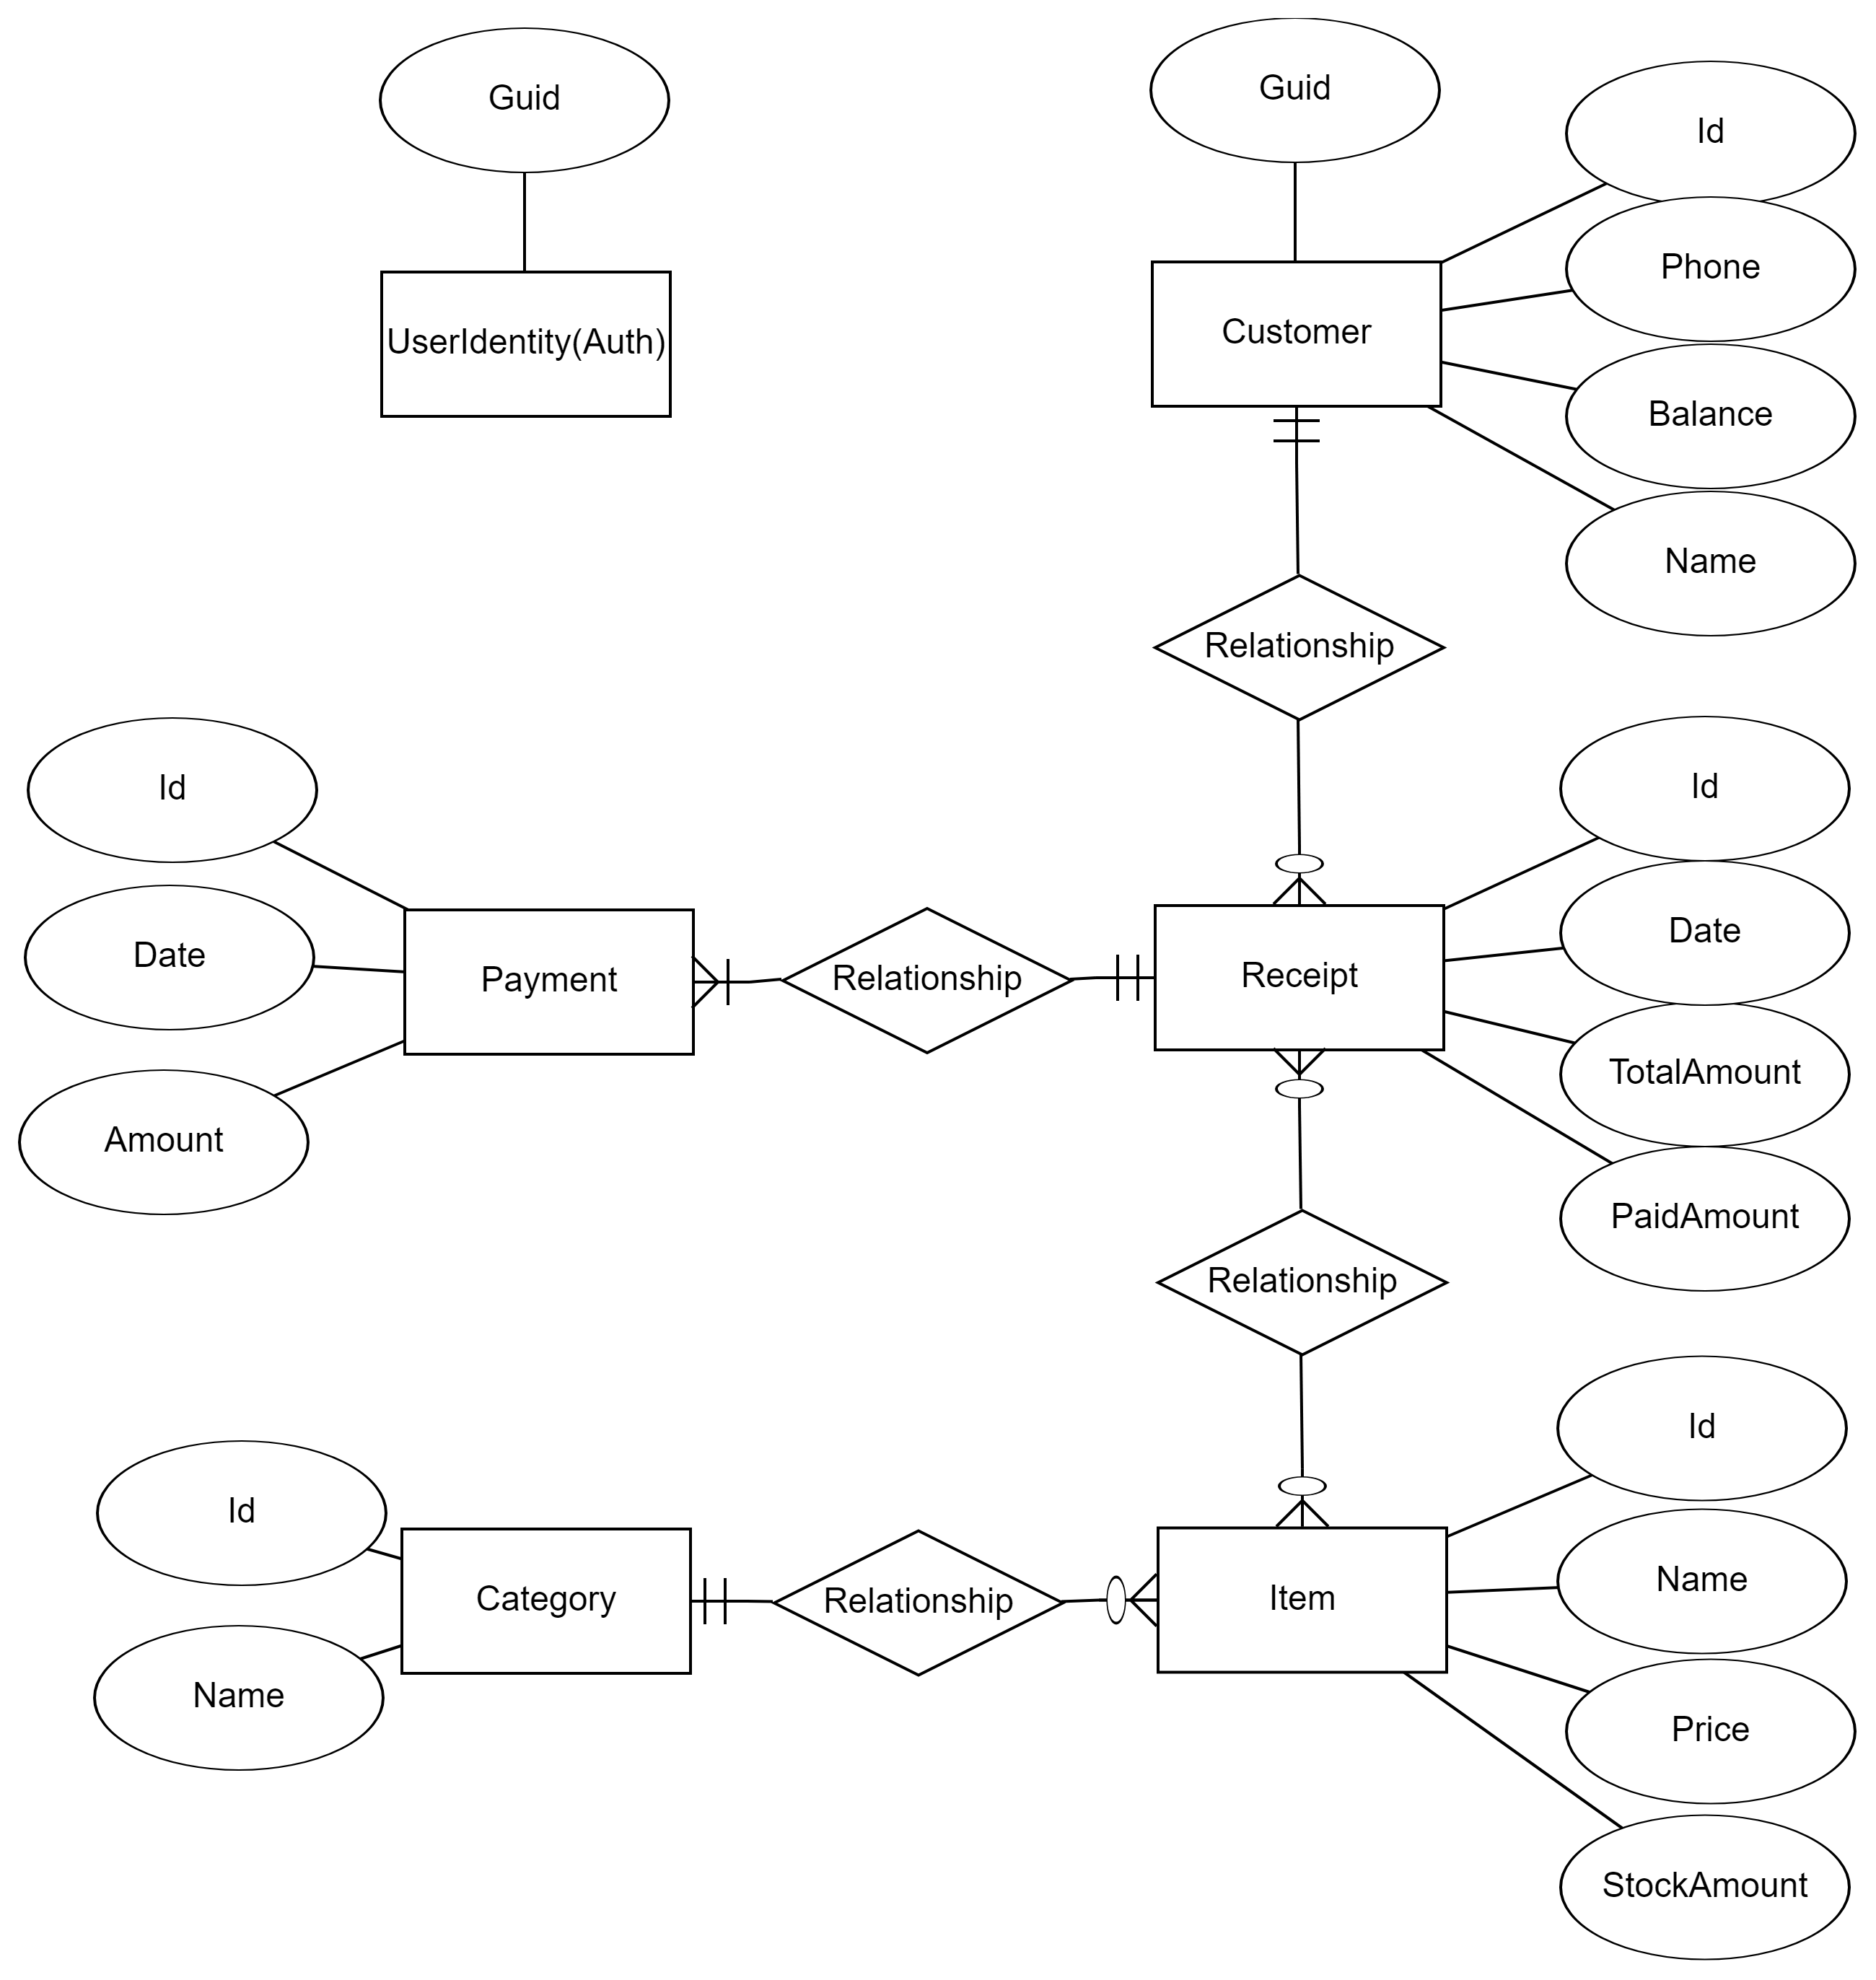 Guid
Guid
Id
Phone
UserIdentity(Auth)
Customer
Balance
Name
Relationship
Id
Id
Date
Date
Payment
Relationship
Receipt
TotalAmount
Amount
PaidAmount
Relationship
Id
Id
Name
Category
Relationship
Item
Name
Price
StockAmount